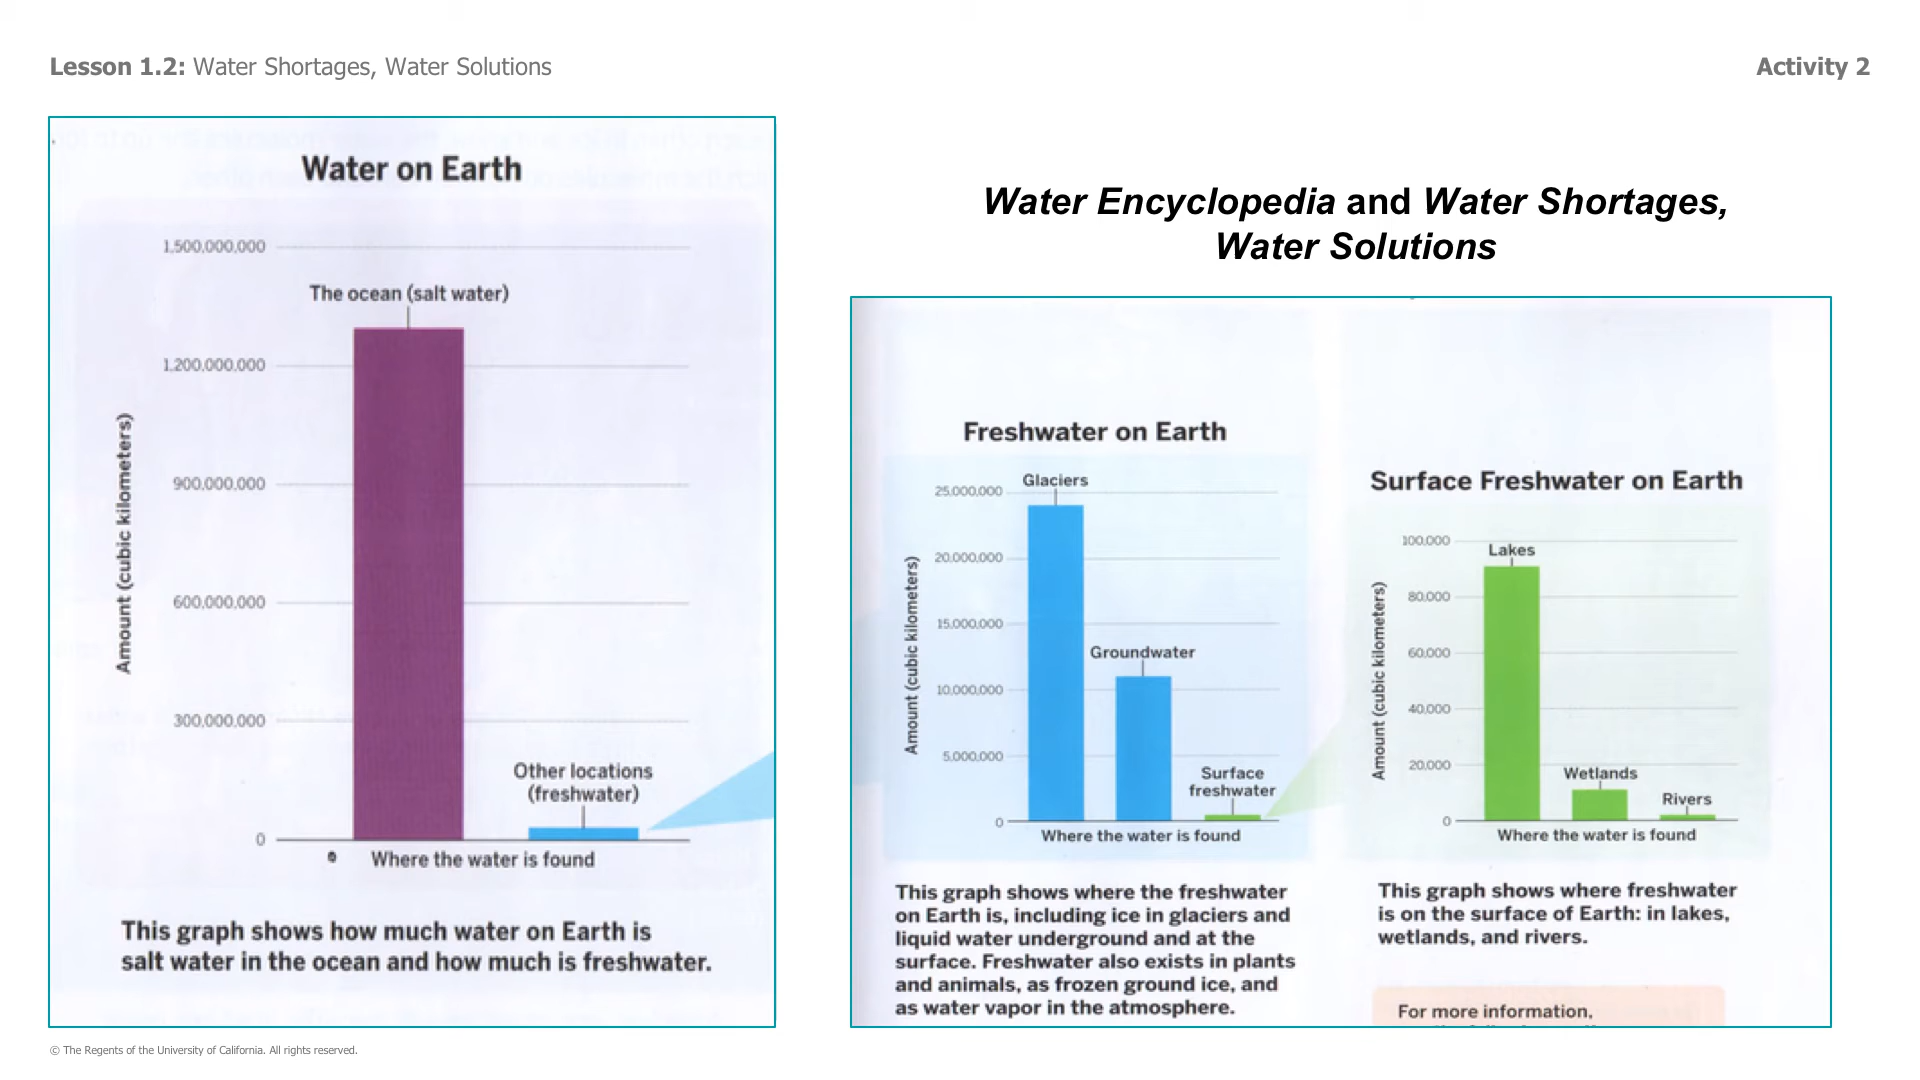 Lesson 1.2: Water Shortages, Water Solutions
Activity 2
Water on Earth
1,500,000,000
The ocean (salt water)
1,200,000,000
900,000,000
600,000,000
300,000,000
0
Amount (cubic kilometers)
Other locations
(freshwater)
Where the water is found
This graph shows how much water on Earth is
salt water in the ocean and how much is freshwater.
Water Encyclopedia and Water Shortages,
Water Solutions
Freshwater on Earth
Glaciers
25,000,000
20,000,000
15,000,000
Groundwater
10,000,000
5,000,000
0
Amount (cubic kilometers)
Surface
freshwater
Where the water is found
This graph shows where the freshwater
on Earth is, including ice in glaciers and
liquid water underground and at the
surface. Freshwater also exists in plants
and animals, as frozen ground ice, and
as water vapor in the atmosphere.
Surface Freshwater on Earth
100,000
Lakes
80,000
60,000
40,000
20,000
0
Amount (cubic kilometers)
Wetlands
Rivers
Where the water is found
This graph shows where freshwater
is on the surface of Earth: in lakes,
wetlands, and rivers.
For more information,
© The Regents of the University of California. All rights reserved.